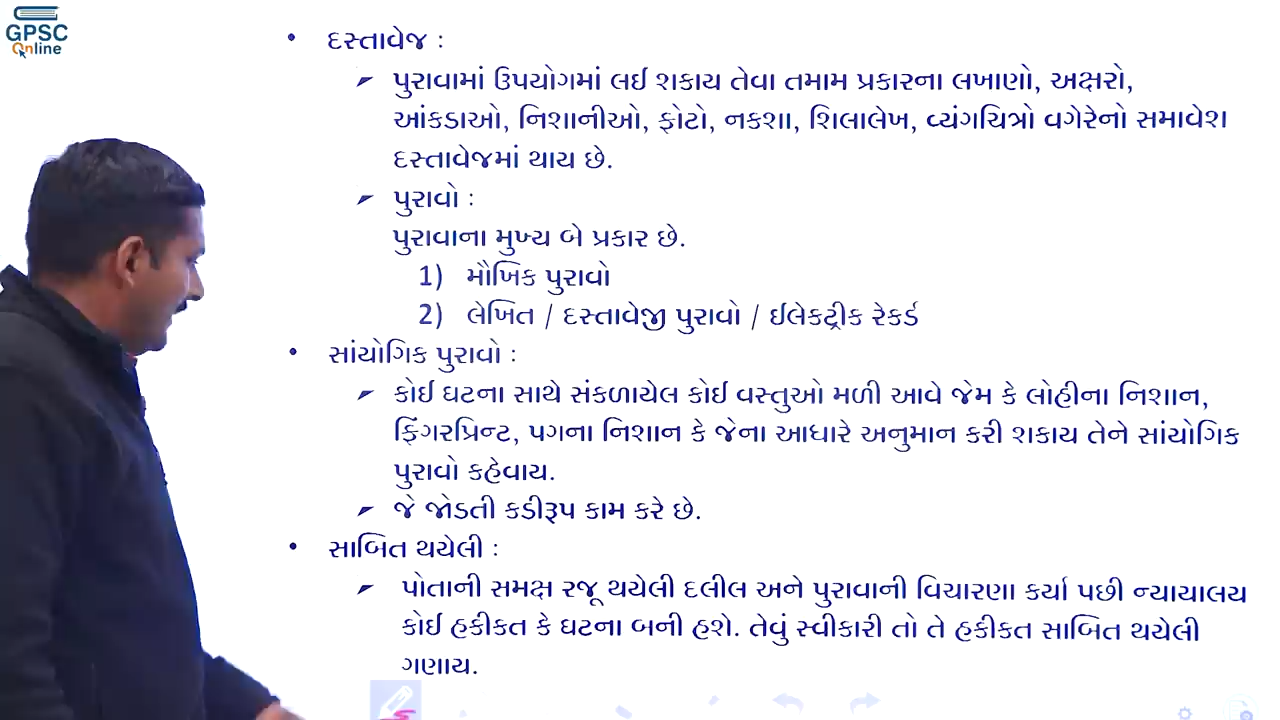 GPSC
Online
• દસ્તાવેજ :
➤ પુરાવામાં ઉપયોગમાં લઈ શકાય તેવા તમામ પ્રકારના લખાણો, અક્ષરો,
આંકડાઓ, નિશાનીઓ, ફોટો, નકશા, શિલાલેખ, વ્યંગચિત્રો વગેરેનો સમાવેશ
દસ્તાવેજમાં થાય છે.
➤ પુરાવો :
પુરાવાના મુખ્ય બે પ્રકાર છે.
1) મૌખિક પુરાવો
2) લેખિત / દસ્તાવેજી પુરાવો / ઈલેકટ્રીક રેકર્ડ
• સાંયોગિક પુરાવો :
➤ કોઈ ઘટના સાથે સંકળાયેલ કોઈ વસ્તુઓ મળી આવે જેમ કે લોહીના નિશાન,
ફિંગરપ્રિન્ટ, પગના નિશાન કે જેના આધારે અનુમાન કરી શકાય તેને સાંયોગિક
પુરાવો કહેવાય.
➤ જે જોડતી કડીરૂપ કામ કરે છે.
• સાબિત થયેલી :
➤ પોતાની સમક્ષ રજૂ થયેલી દલીલ અને પુરાવાની વિચારણા કર્યા પછી ન્યાયાલય
કોઈ હકીકત કે ઘટના બની હશે. તેવું સ્વીકારી તો તે હકીકત સાબિત થયેલી
ગણાય.